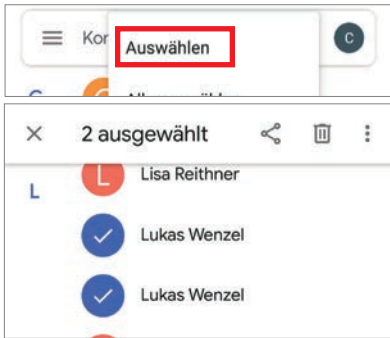 Kor
Auswählen
C
2 ausgewählt
L
L
Lisa Reithner
Lukas Wenzel
Lukas Wenzel